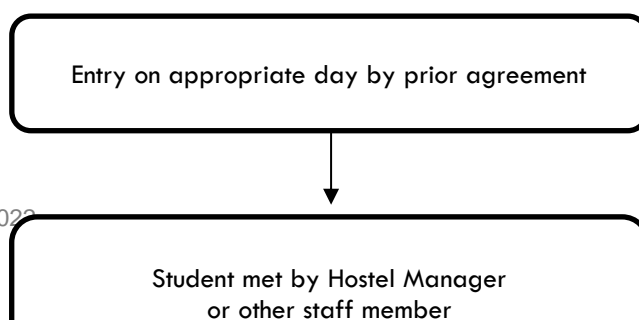 Entry on appropriate day by prior agreement
Student met by Hostel Manager
or other staff member